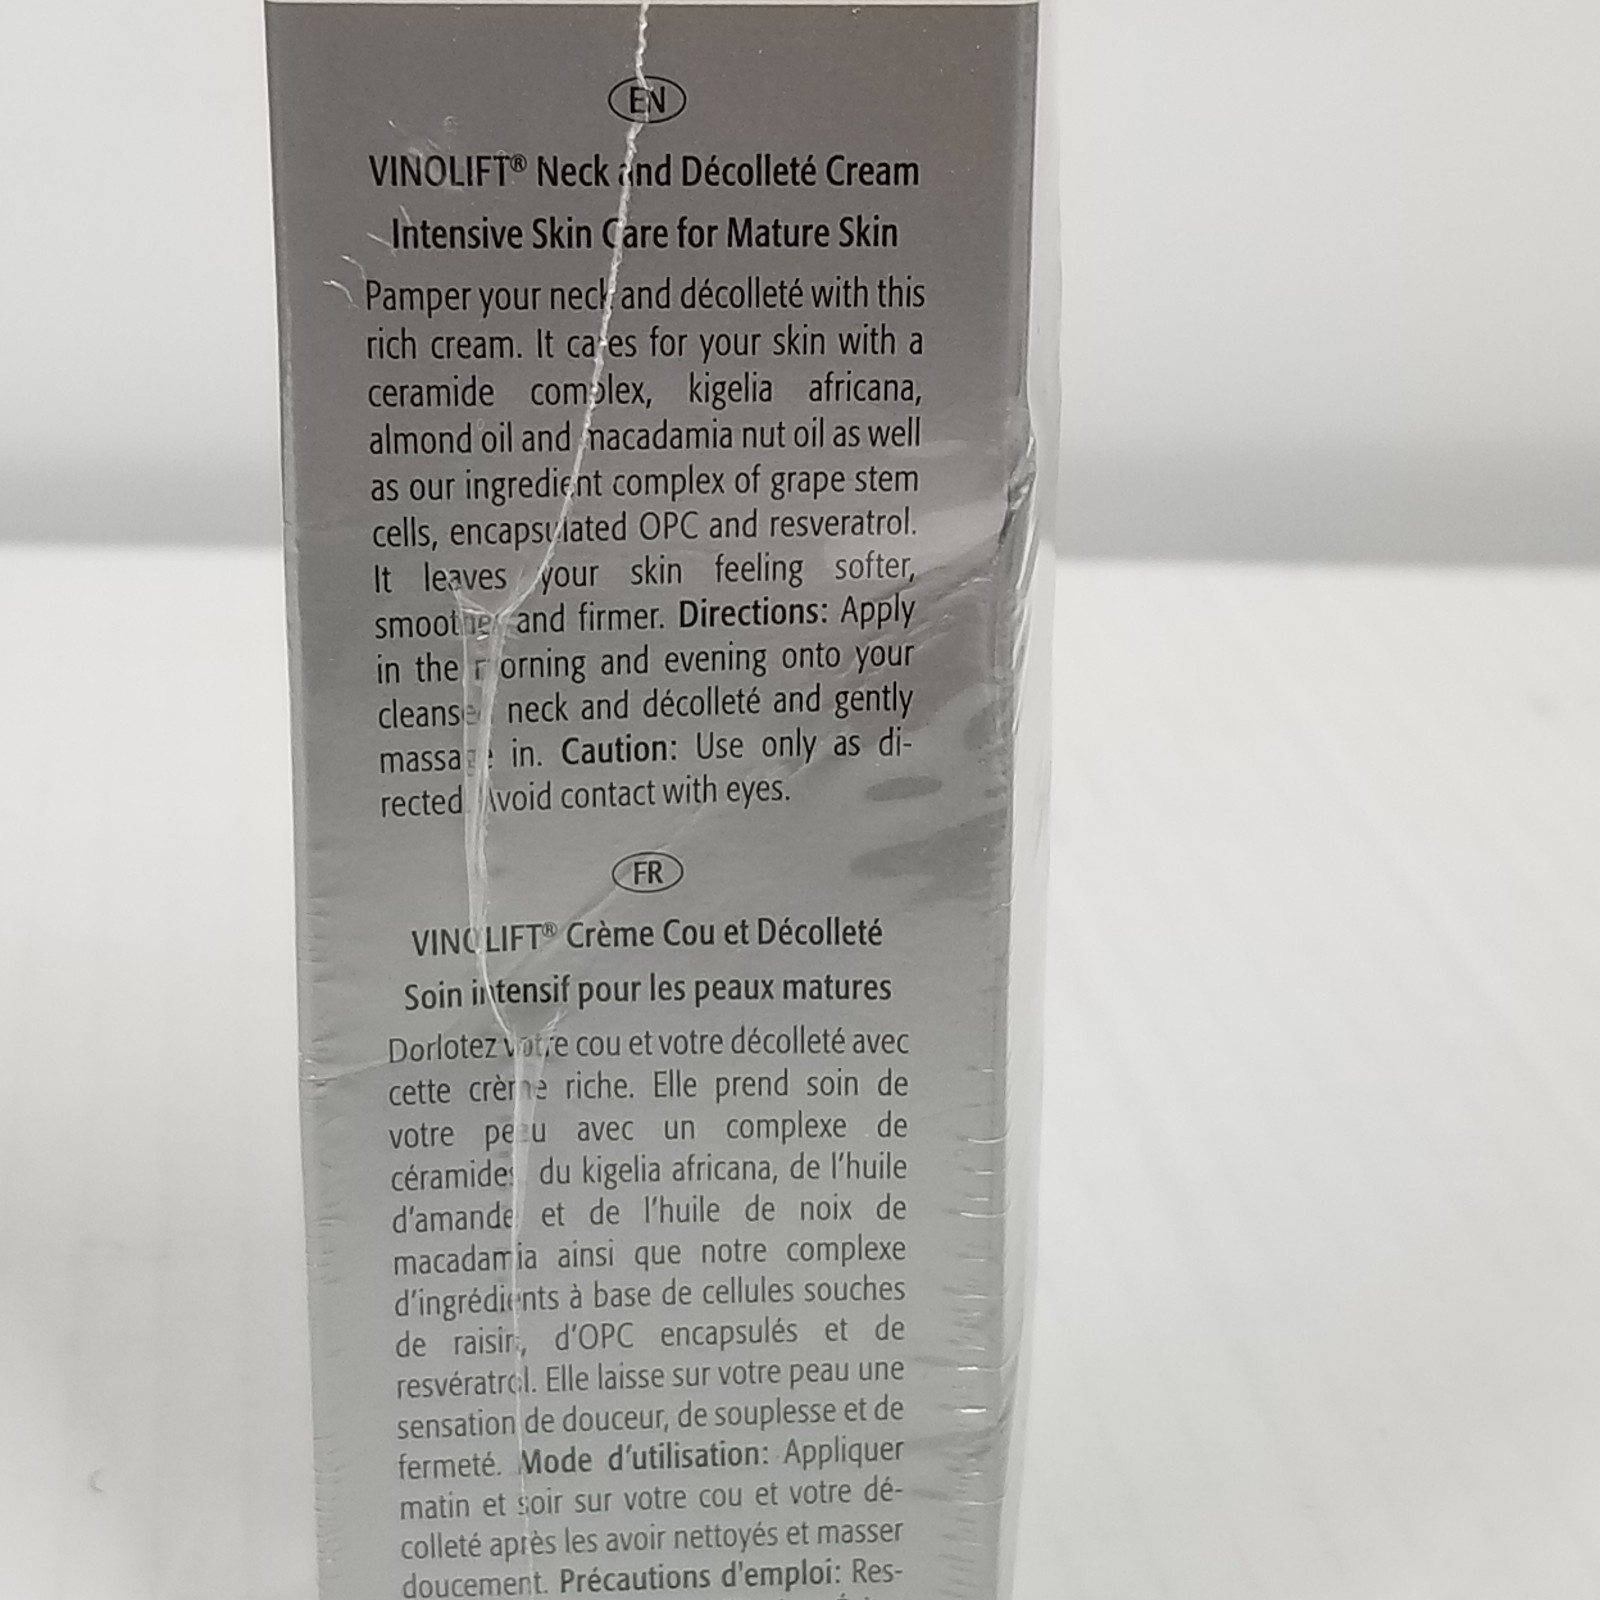 EN
VINOLIFT® Neck and Décolleté Cream
Intensive Skin Care for Mature Skin
Pamper your neck and décolleté with this
rich cream. It cares for your skin with a
ceramide complex, kigelia africana,
almond oil and macadamia nut oil as well
as our ingredient complex of grape stem
cells, encapsulated OPC and resveratrol.
It leaves your skin feeling softer,
smoother and firmer. Directions: Apply
in the morning and evening onto your
cleansed neck and décolleté and gently
massage in. Caution: Use only as di-
rected. Avoid contact with eyes.
FR
VINOLIFT® Crème Cou et Décolleté
Soin intensif pour les peaux matures
Dorlotez votre cou et votre décolleté avec
cette crème riche. Elle prend soin de
votre peau avec un complexe de
céramides, du kigelia africana, de l'huile
d'amande et de l'huile de noix de
macadamia ainsi que notre complexe
d'ingrédients à base de cellules souches
de raisin, d'OPC encapsulés et de
resvératrol. Elle laisse sur votre peau une
sensation de douceur, de souplesse et de
fermeté. Mode d'utilisation: Appliquer
matin et soir sur votre cou et votre dé-
colleté après les avoir nettoyés et masser
doucement. Précautions d'emploi: Res-